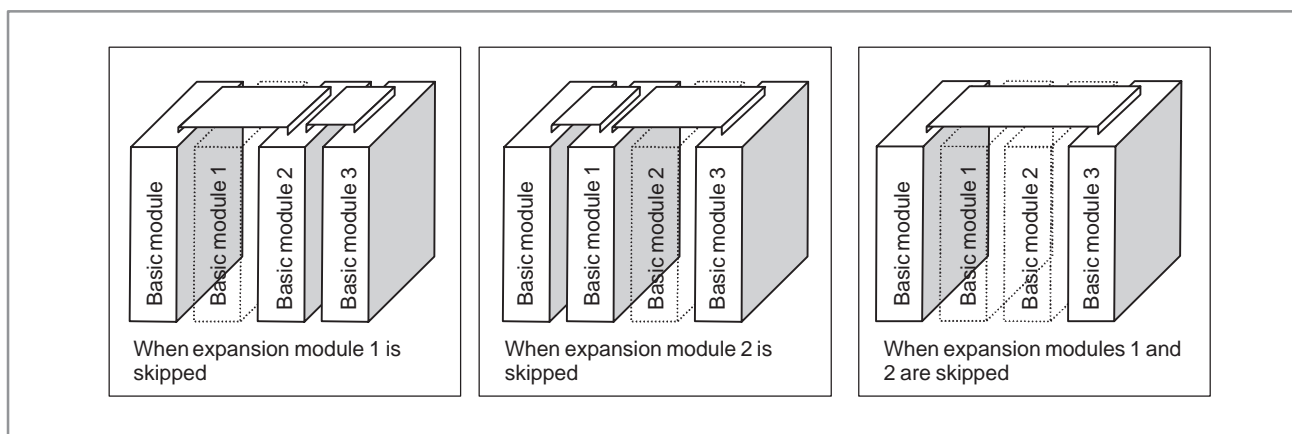 Basic module
Basic module 1
Basic module 2
Basic module 3
When expansion module 1 is
skipped
Basic module
Basic module 1
Basic module 2
Basic module 3
When expansion module 2 is
skipped
Basic module
Basic module 1
Basic module 2
Basic module 3
When expansion modules 1 and
2 are skipped